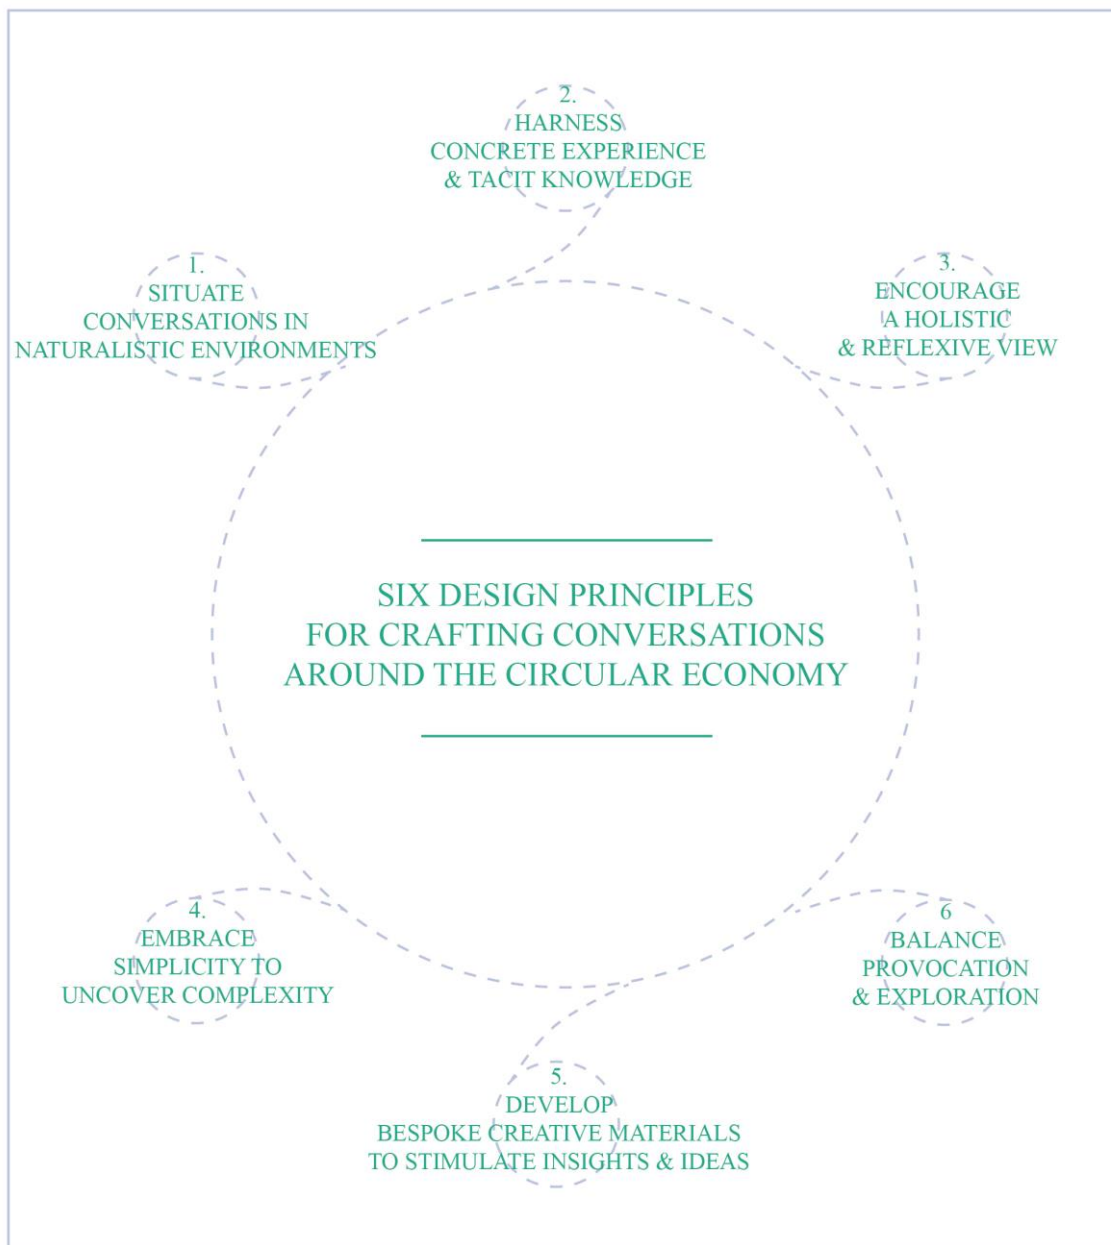 2.
HARNESS
CONCRETE EXPERIENCE
& TACIT KNOWLEDGE
1.
SITUATE
CONVERSATIONS IN
NATURALISTIC ENVIRONMENTS
3.
ENCOURAGE
A HOLISTIC
& REFLEXIVE VIEW
SIX DESIGN PRINCIPLES
FOR CRAFTING CONVERSATIONS
AROUND THE CIRCULAR ECONOMY
4.
EMBRACE
SIMPLICITY TO
UNCOVER COMPLEXITY
6
BALANCE
PROVOCATION
& EXPLORATION
5.
DEVELOP
BESPOKE CREATIVE MATERIALS
TO STIMULATE INSIGHTS & IDEAS